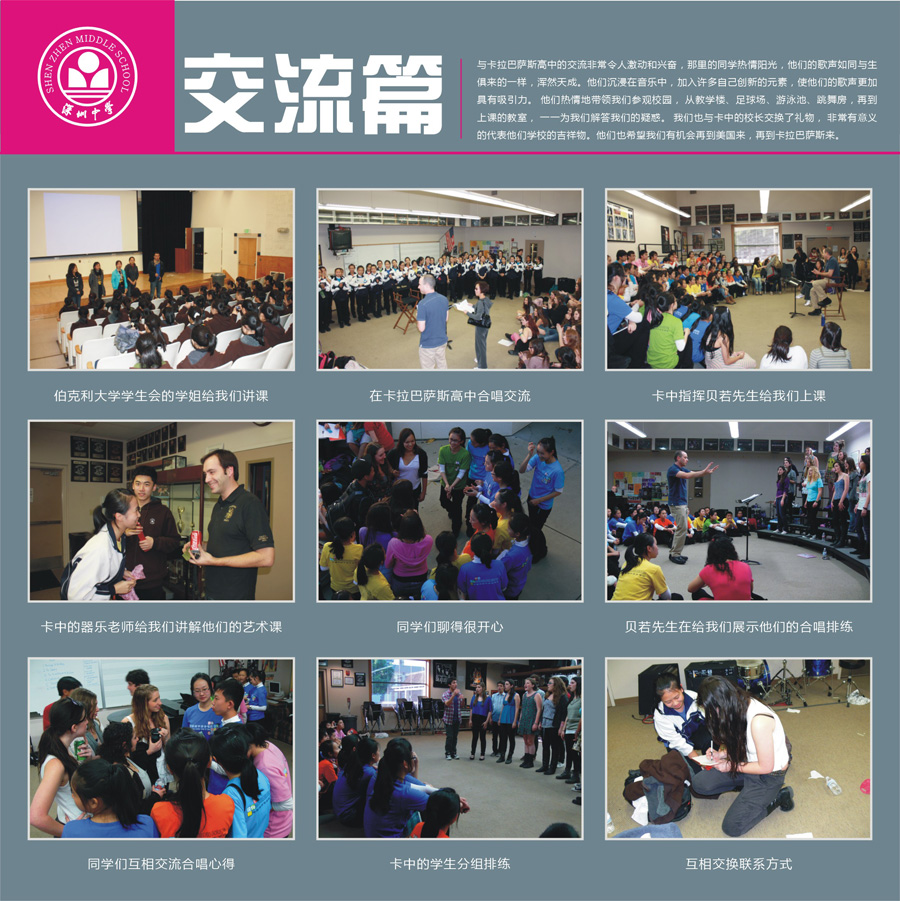 SHEN ZHEN MIDDLE SCHOOL
深圳中学
交流篇
与卡拉巴萨斯高中的交流非常令人激动和兴奋，那里的同学热情阳光，他们的歌声如同与生
俱来的一样，浑然天成。他们沉浸在音乐中，加入许多自己创新的元素，使他们的歌声更加
具有吸引力。 他们热情地带领我们参观校园， 从教学楼、足球场、游泳池、跳舞房，再到
上课的教室， 一一为我们解答我们的疑惑。 我们也与卡中的校长交换了礼物， 非常有意义
的代表他们学校的吉祥物。他们也希望我们有机会再到美国来，再到卡拉巴萨斯来。
伯克利大学学生会的学姐给我们讲课
在卡拉巴萨斯高中合唱交流
卡中指挥贝若先生给我们上课
卡中的器乐老师给我们讲解他们的艺术课
同学们聊得很开心
贝若先生在给我们展示他们的合唱排练
同学们互相交流合唱心得
卡中的学生分组排练
互相交换联系方式